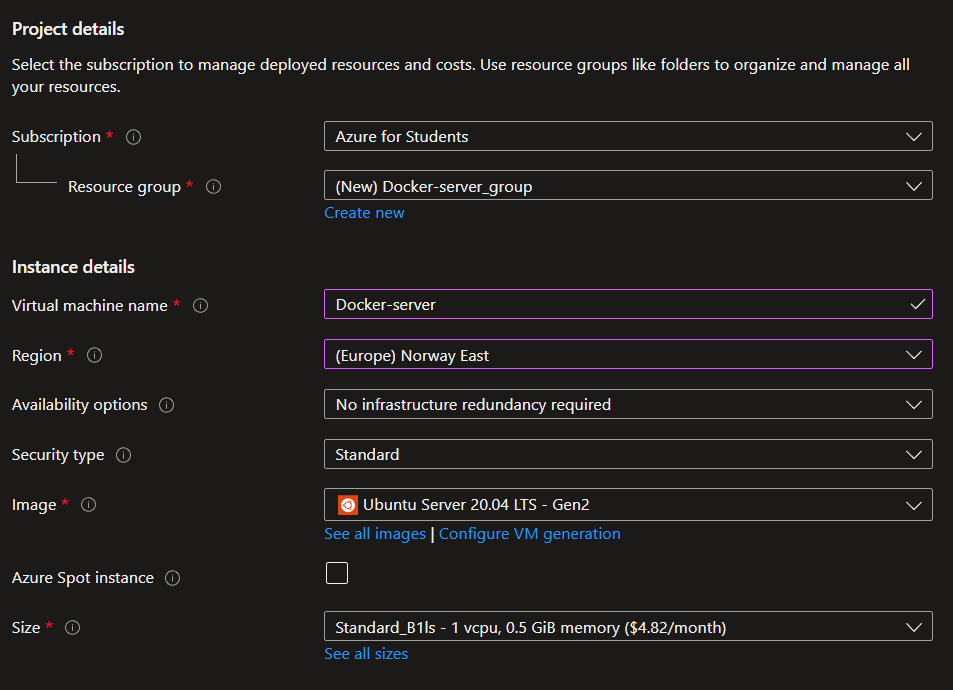 Project details
Select the subscription to manage deployed resources and costs. Use resource groups like folders to organize and manage all
your resources.
Subscription *
Azure for Students
Resource group *
(New) Docker-server_group
Create new
Instance details
Virtual machine name *
Docker-server
Region *
(Europe) Norway East
Availability options
No infrastructure redundancy required
Security type
Standard
Image *
Ubuntu Server 20.04 LTS - Gen2
See all images | Configure VM generation
Azure Spot instance
Size *
Standard_B1ls - 1 vcpu, 0.5 GiB memory ($4.82/month)
See all sizes